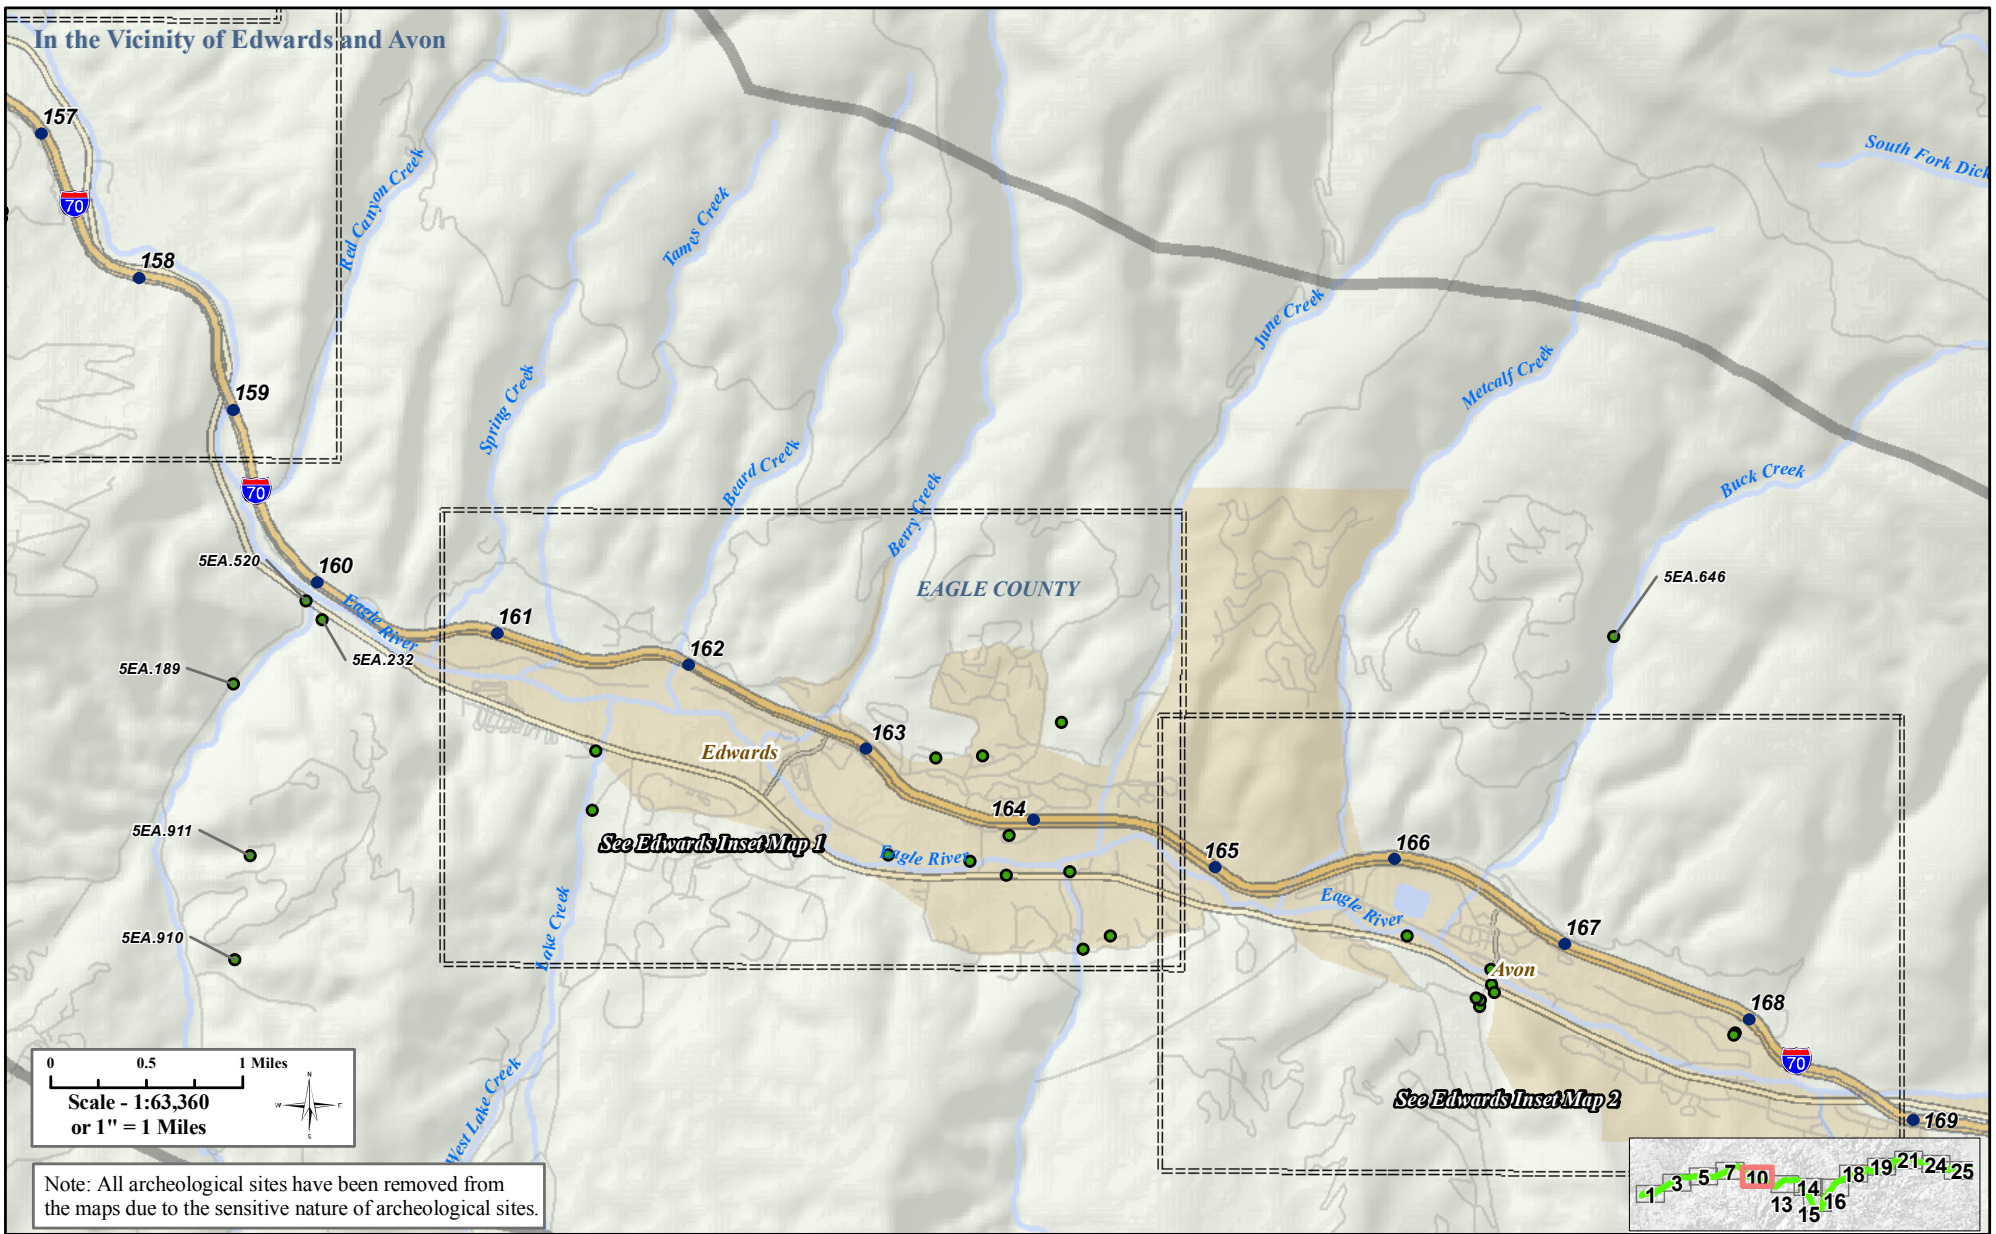 In the Vicinity of Edwards and Avon
157
70
158
159
70
160
161
162
163
164
165
166
167
168
70
169
Red Canyon Creek
Spring Creek
Tames Creek
Beard Creek
Berry Creek
June Creek
Metcalf Creek
Buck Creek
South Fork Dick
EAGLE COUNTY
5EA.520
5EA.232
5EA.189
5EA.911
5EA.910
5EA.646
Eagle River
Edwards
See Edwards Inset Map 1
Eagle River
Lake Creek
West Lake Creek
Eagle River
Avon
See Edwards Inset Map 2
0 0.5 1 Miles
Scale - 1:63,360
or 1" = 1 Miles
N
W E
S
Note: All archeological sites have been removed from
the maps due to the sensitive nature of archeological sites.
1 3 5 7 10 13 14 15 16 18 19 21 24 25